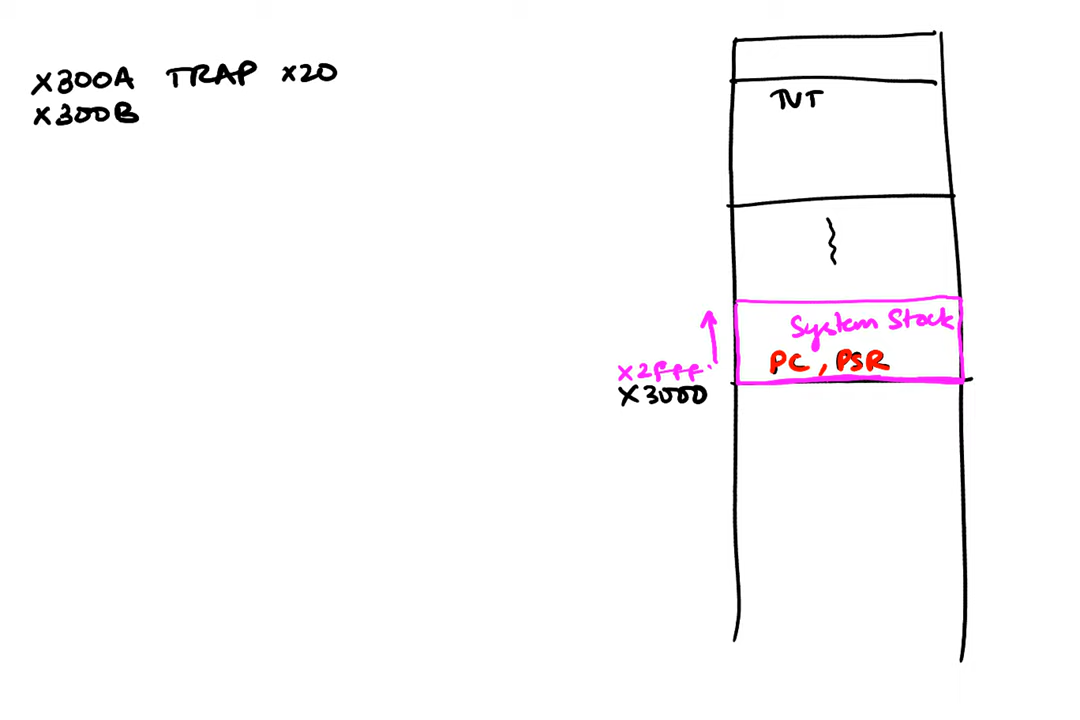 x300A TRAP x20
x300B
TVT
System Stack
PC, PSR
x2fff
x3000